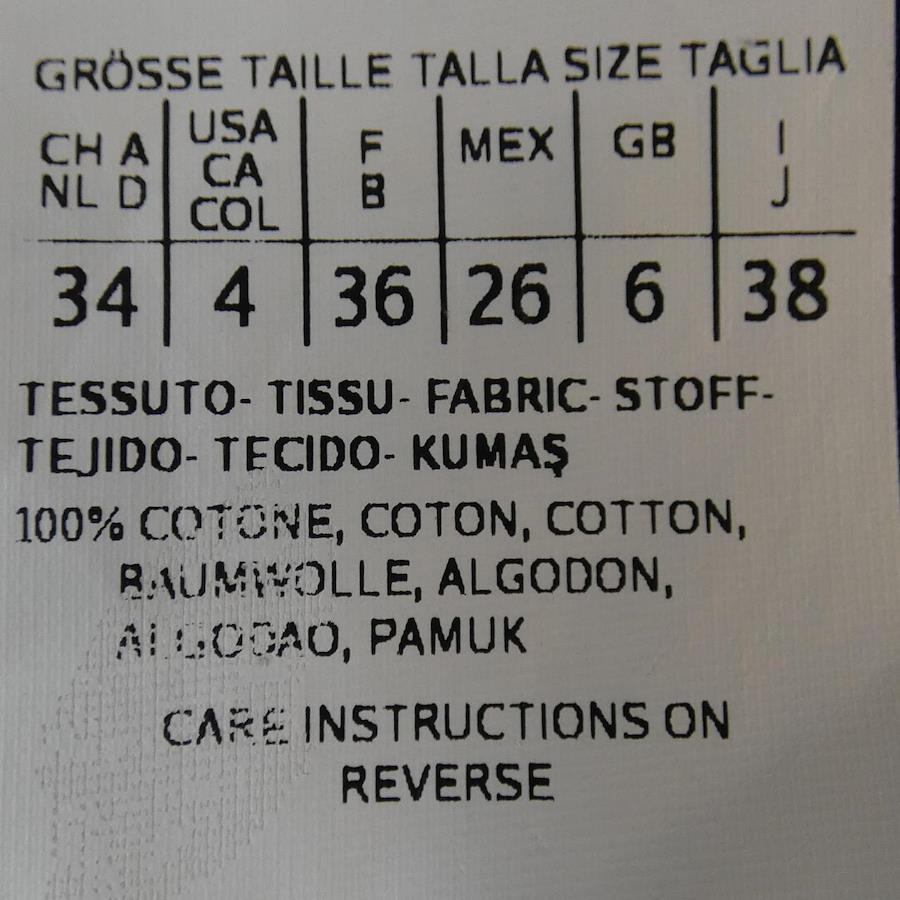 GRÖSSE TAILLE TALLA SIZE TAGLIA
CH A NL D | USA CA COL | F B | MEX | GB | I J
34 | 4 | 36 | 26 | 6 | 38
TESSUTO- TISSU- FABRIC- STOFF-
TEJIDO- TECIDO- KUMAŞ
100% COTONE, COTON, COTTON,
BAUMWOLLE, ALGODON,
ALGODAO, PAMUK
CARE INSTRUCTIONS ON
REVERSE